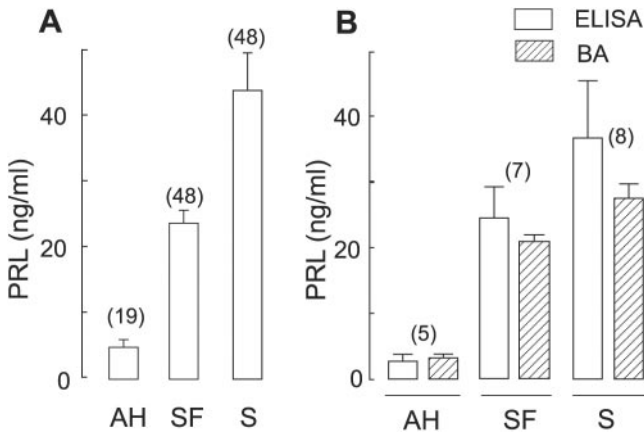 A
PRL (ng/ml)
40
20
0
(19)
(48)
(48)
AH SF S
B
ELISA
BA
PRL (ng/ml)
40
20
0
(5)
(7)
(8)
AH SF S